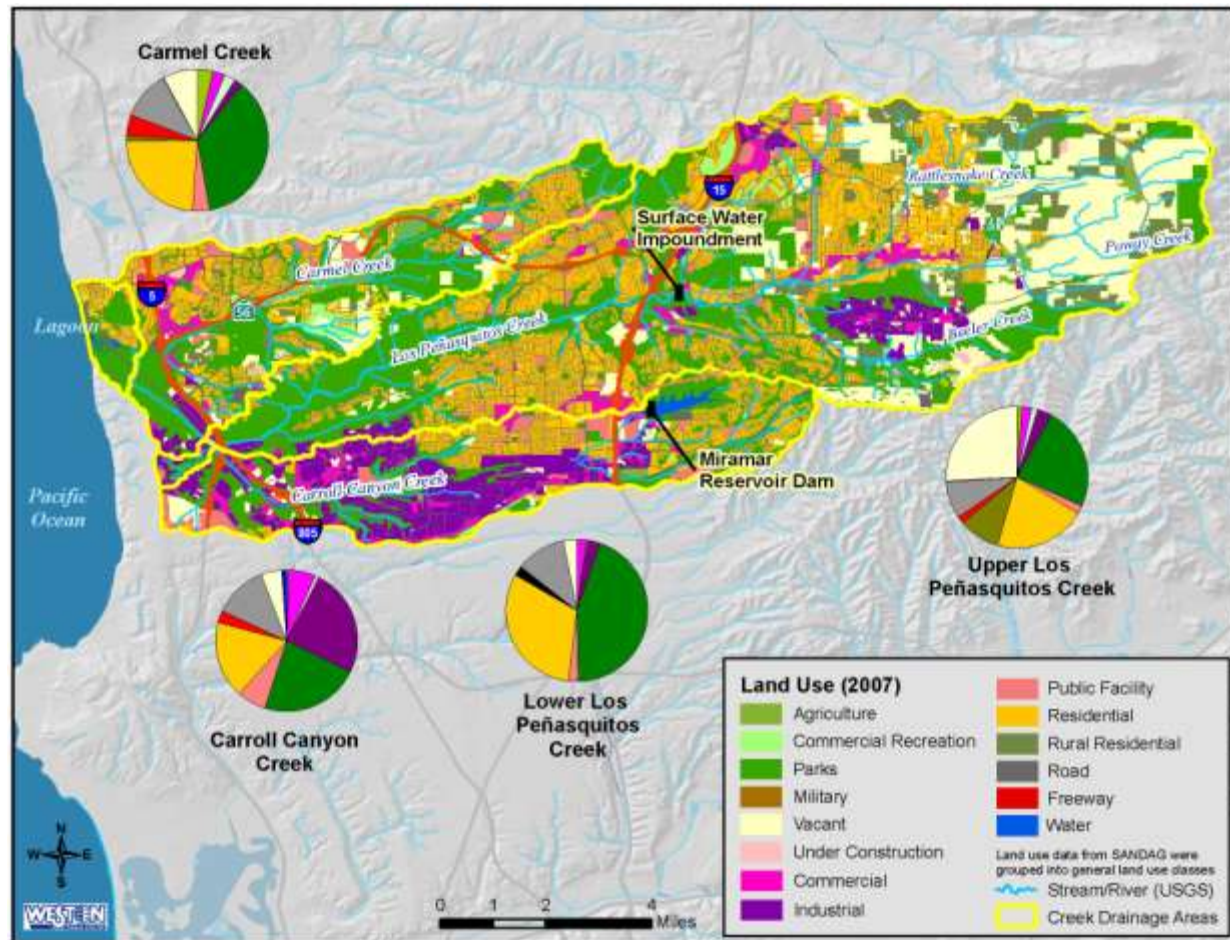 Carmel Creek
15
Rattlesnake Creek
Surface Water
Impoundment
Poway Creek
Carmel Creek
5
56
Lagoon
Los Peñasquitos Creek
Beeler Creek
Miramar
Reservoir Dam
Carroll Canyon Creek
Pacific
Ocean
805
Upper Los
Peñasquitos Creek
Lower Los
Peñasquitos
Creek
Carroll Canyon
Creek
Land Use (2007)
Agriculture
Commercial Recreation
Parks
Military
Vacant
Under Construction
Commercial
Industrial
Public Facility
Residential
Rural Residential
Road
Freeway
Water
Land use data from SANDAG were
grouped into general land use classes
Stream/River (USGS)
Creek Drainage Areas
N
W E
S
0 1 2 4
Miles
WESTON